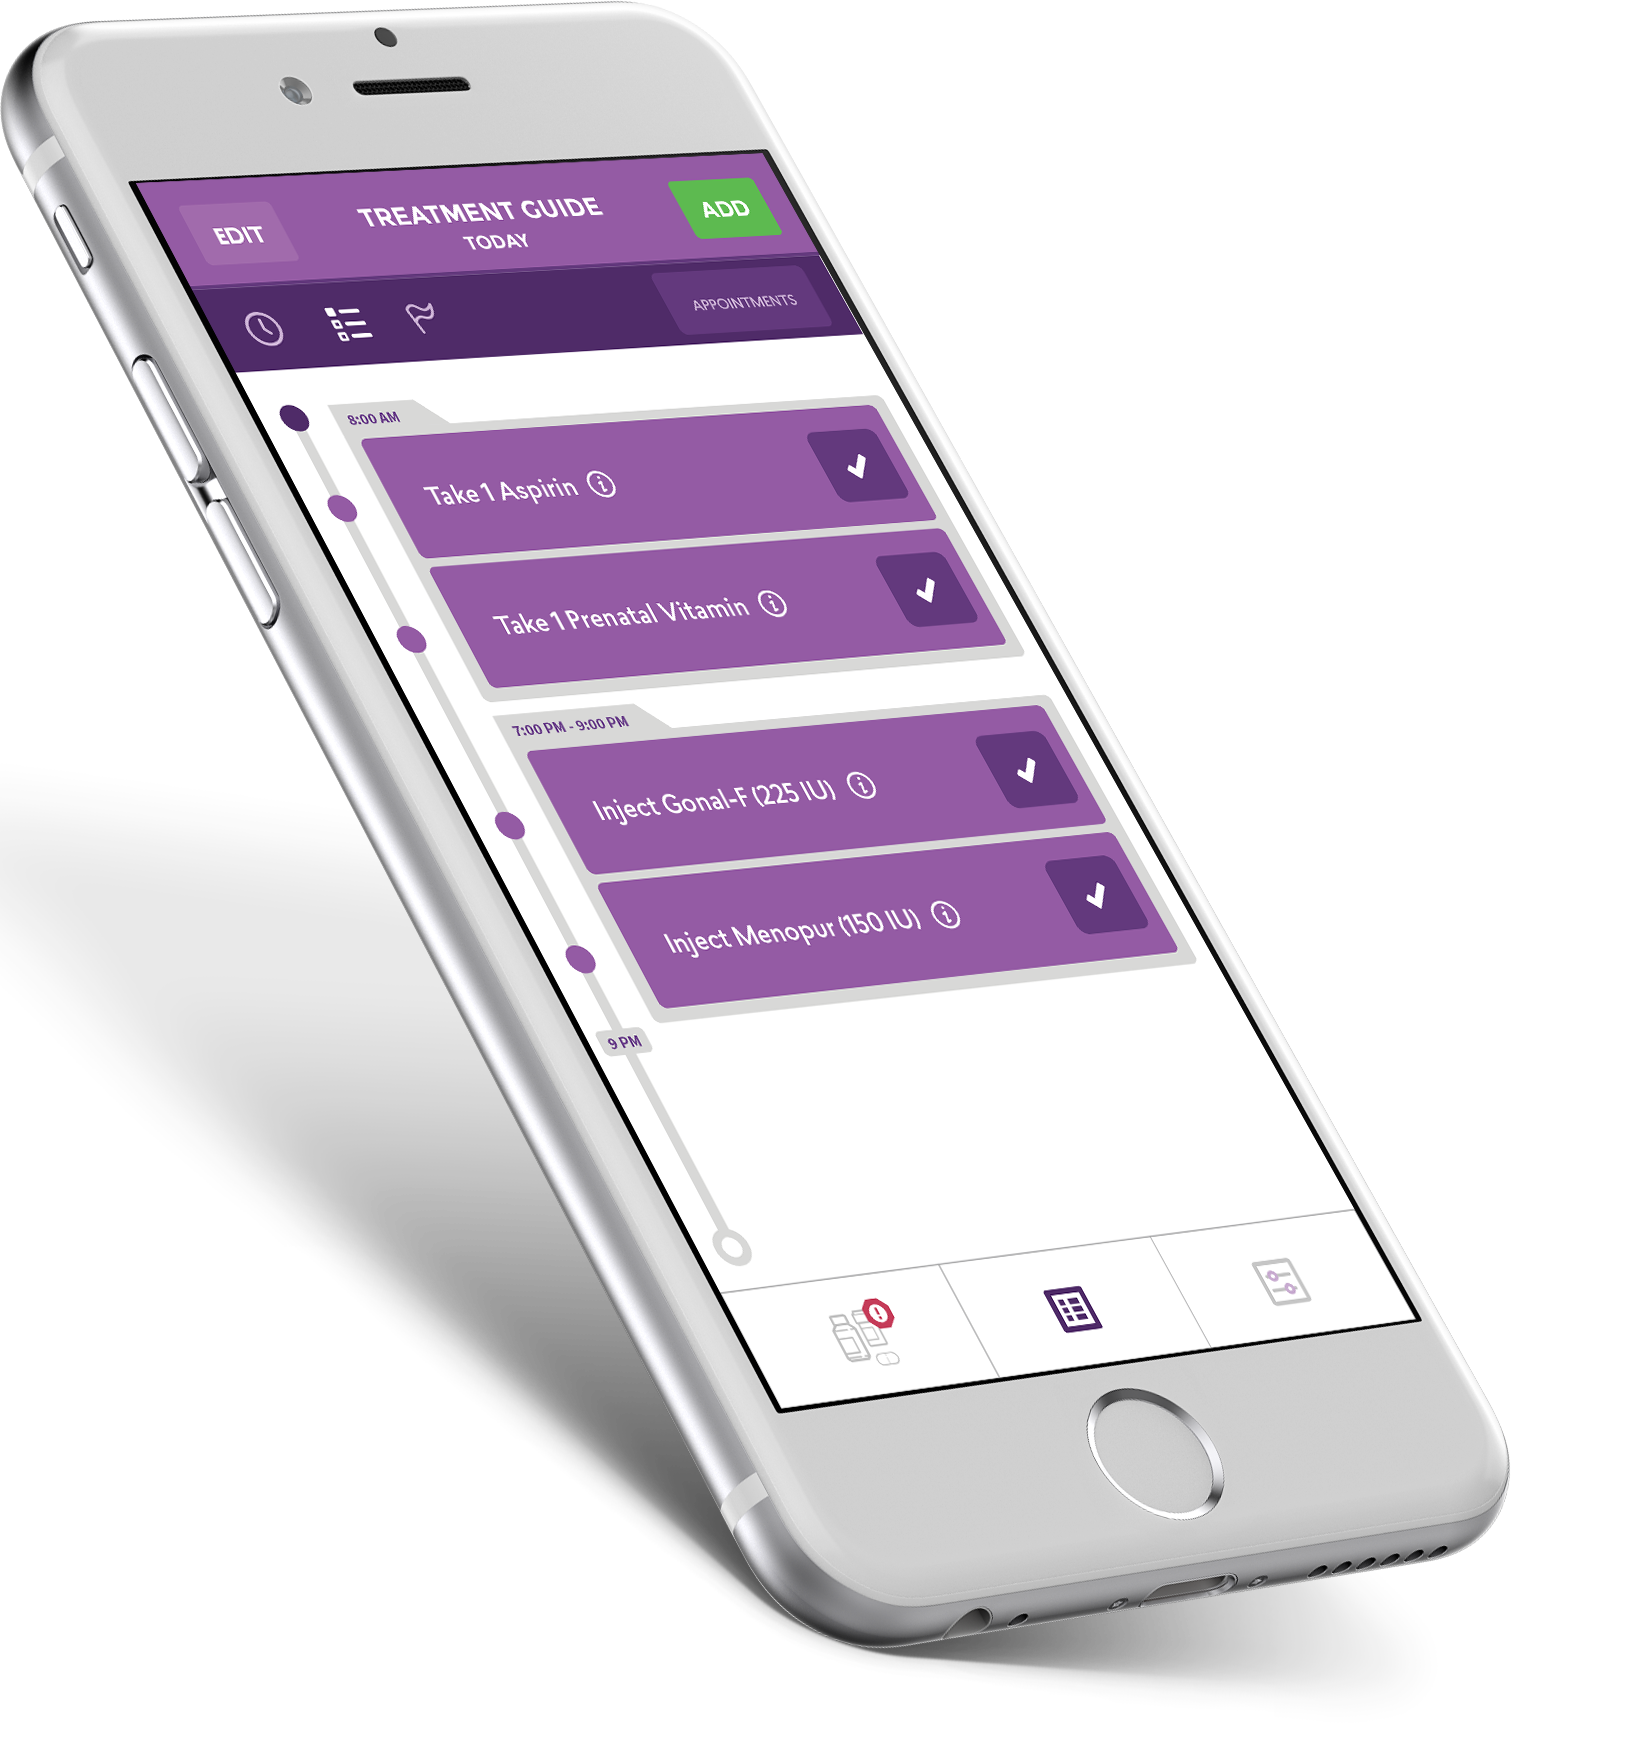 EDIT
TREATMENT GUIDE
TODAY
ADD
APPOINTMENTS
8:00 AM
Take 1 Aspirin
Take 1 Prenatal Vitamin
7:00 PM - 9:00 PM
Inject Gonal-F (225 IU)
Inject Menopur (150 IU)
9 PM